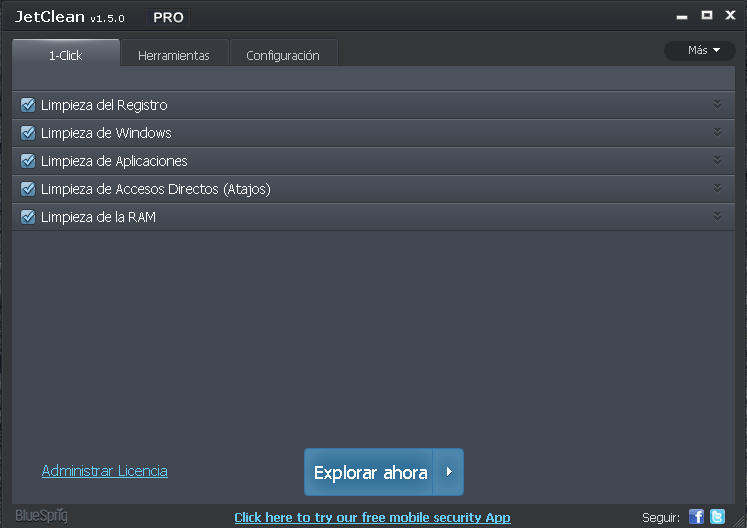 JetClean v1.5.0 PRO
1-Click Herramientas Configuración Más
Limpieza del Registro
Limpieza de Windows
Limpieza de Aplicaciones
Limpieza de Accesos Directos (Atajos)
Limpieza de la RAM
Administrar Licencia
Explorar ahora
BlueSprig
Click here to try our free mobile security App
Seguir: